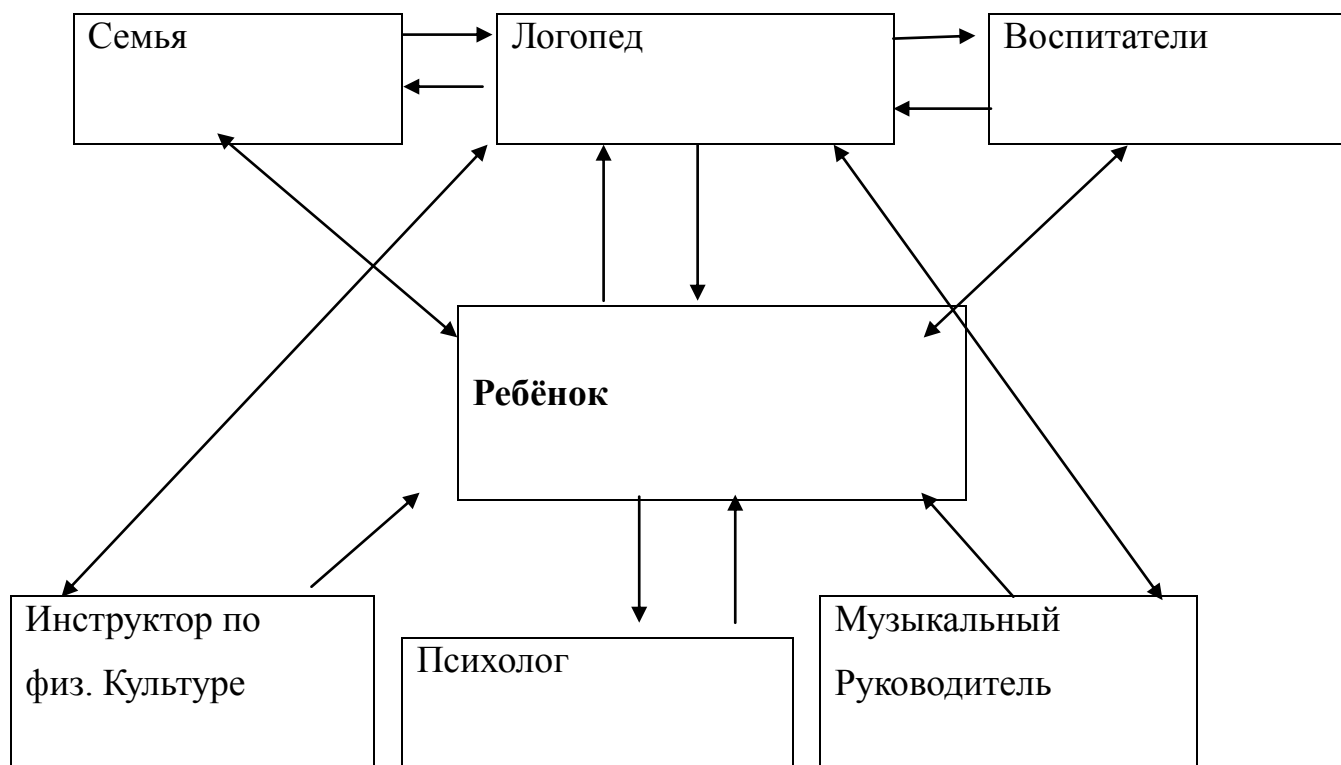 Семья
Логопед
Воспитатели
Ребёнок
Инструктор по
физ. Культуре
Психолог
Музыкальный
Руководитель